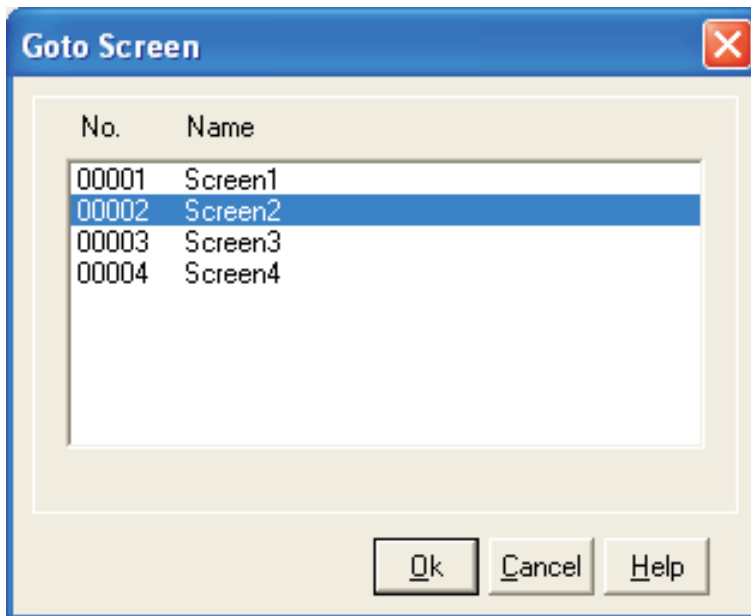 Goto Screen
No. Name
00001 Screen1
00002 Screen2
00003 Screen3
00004 Screen4
Ok Cancel Help